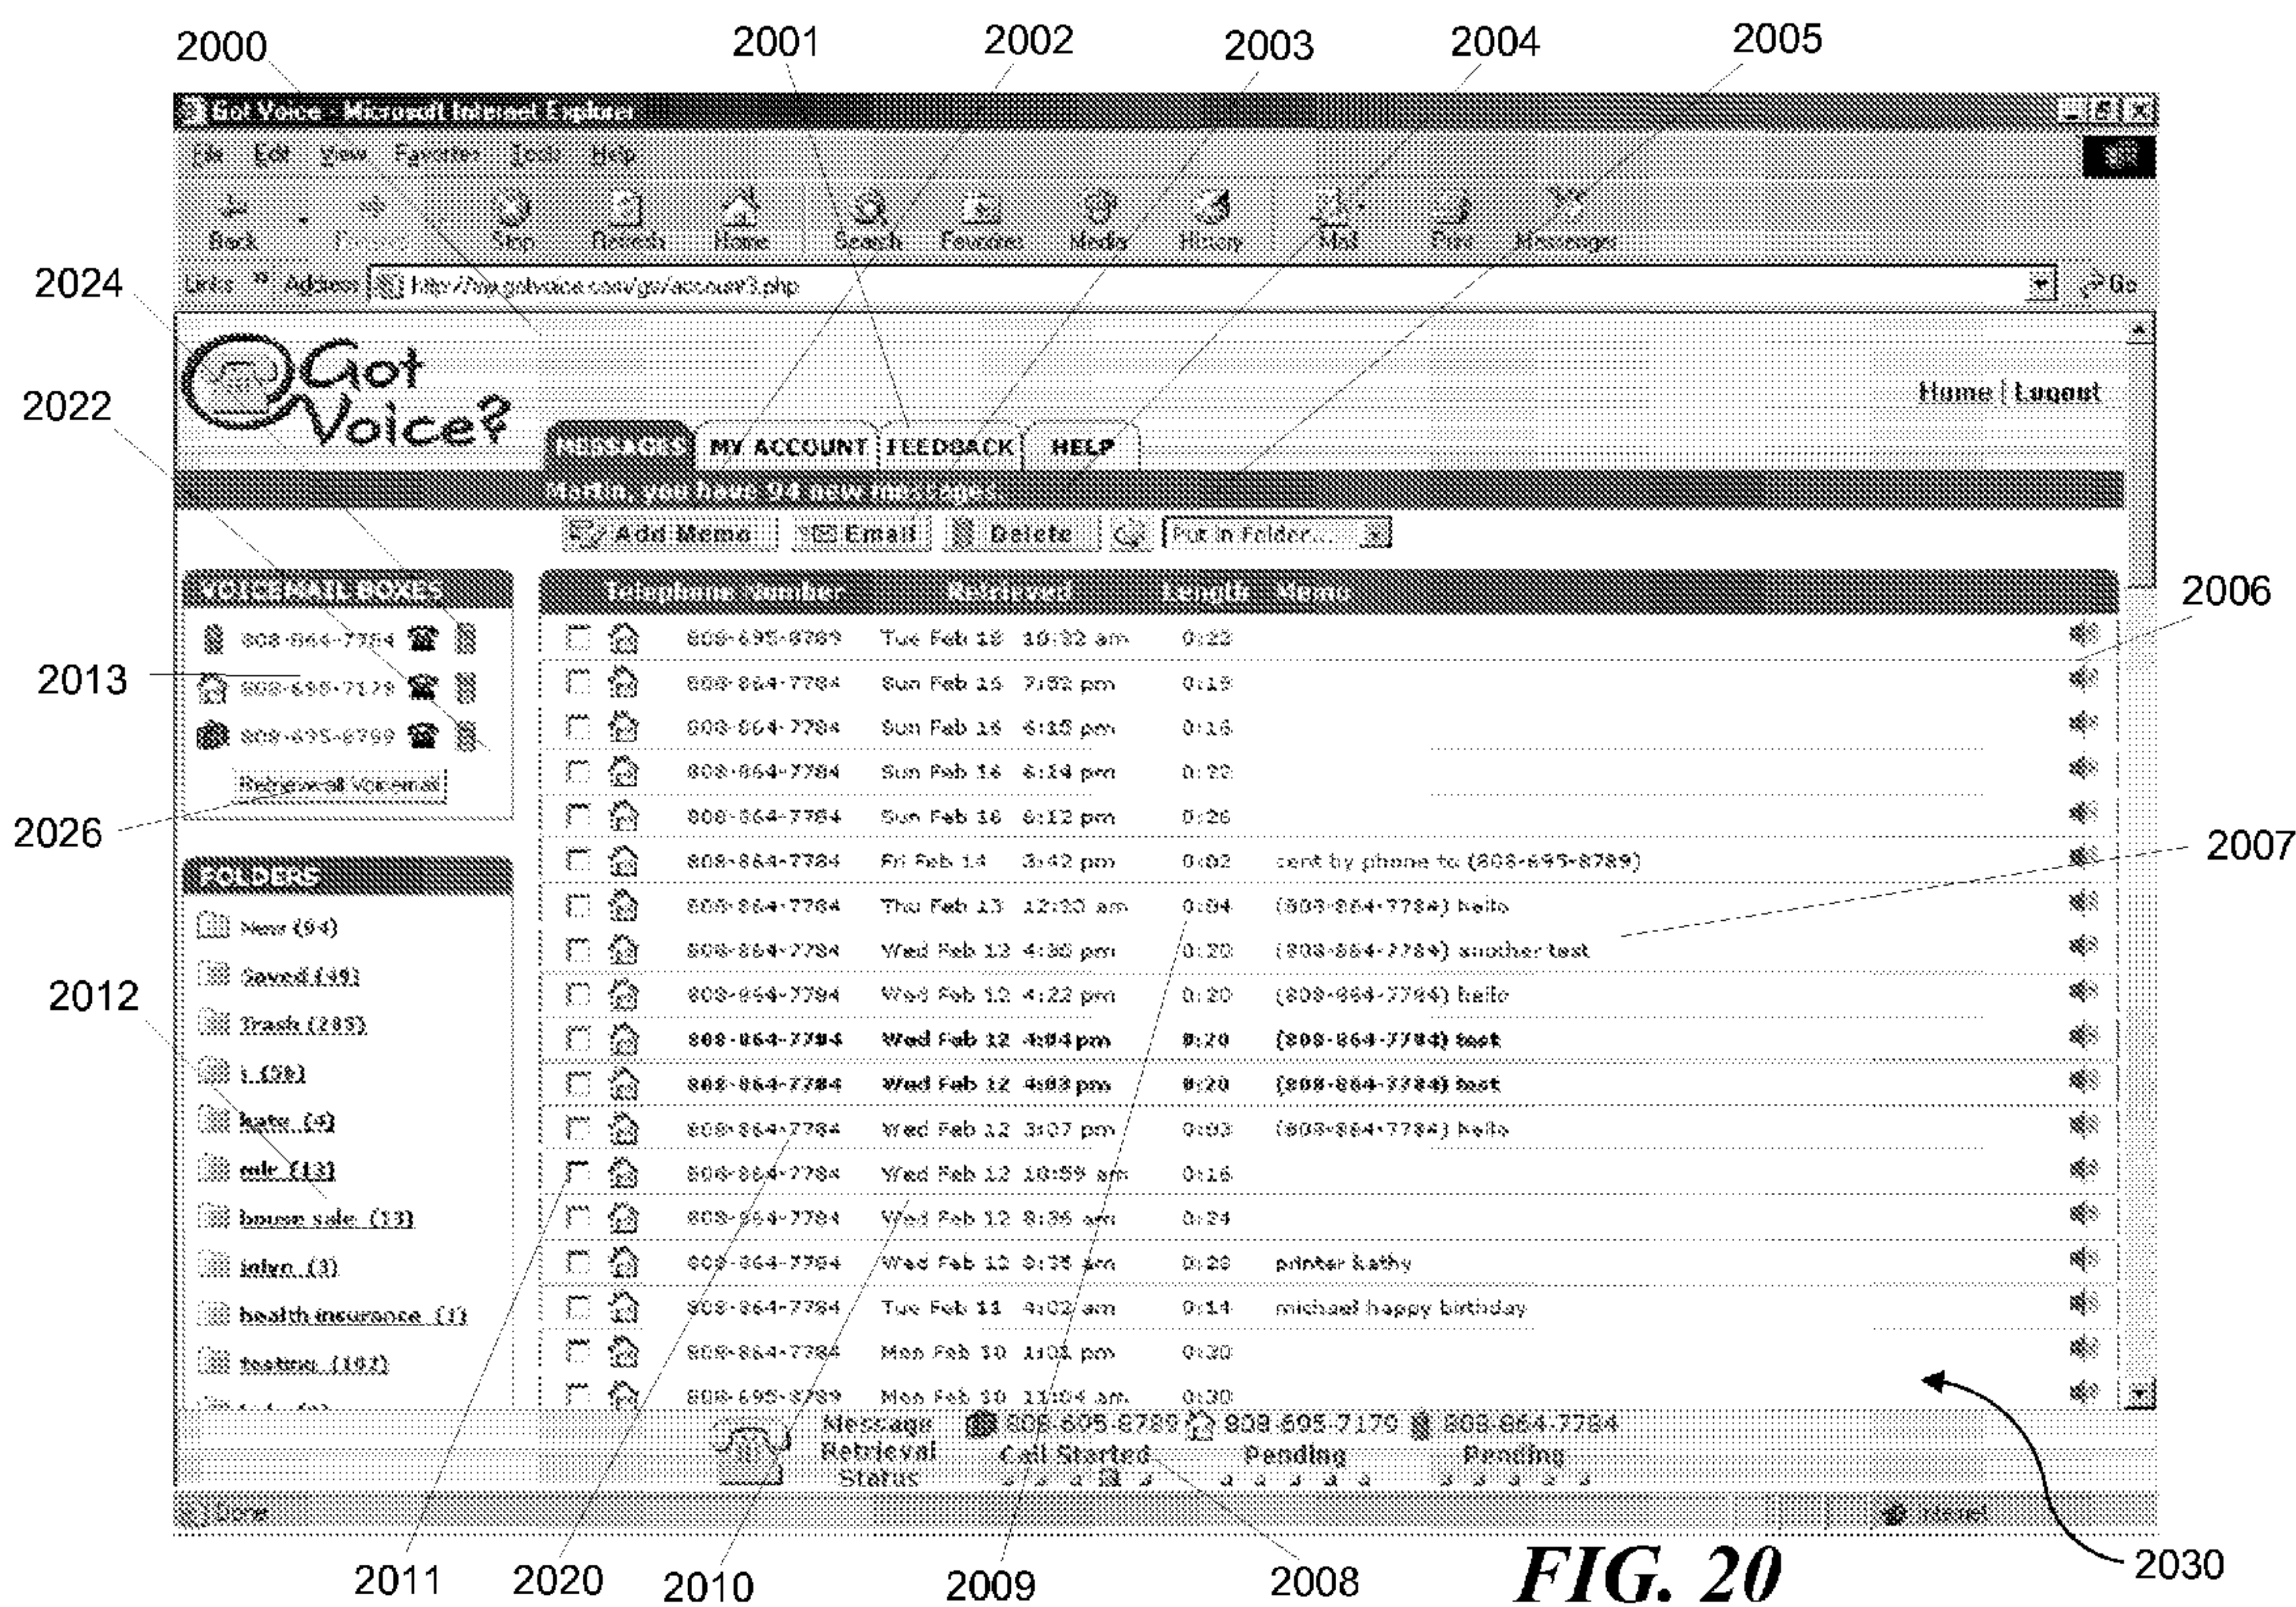 2000 2001 2002 2003 2004 2005
Got Voice - Microsoft Internet Explorer
File Edit View Favorites Tools Help
Back Stop Refresh Home Search Favorites Media History Mail Print Messenger
2024
Links » Address http://my.gotvoice.com/go/account3.php Go
Got Voice?
2022
Home | Logout
MESSAGES MY ACCOUNT FEEDBACK HELP
Martin, you have 94 new messages.
Add Memo Email Delete Put in Folder...
VOICEMAIL BOXES
808-864-7784
808-695-7179
808-695-8789
Retrieve all Voicemail
2013
2026
FOLDERS
New (94)
Saved (49)
Trash (285)
2012
kate (4)
mlr (13)
house sale (13)
jolyn (3)
health insurance (1)
testing (102)
Telephone Number Retrieved Length Memo
2006
808-695-8789 Tue Feb 18 10:32 am 0:22
808-864-7784 Sun Feb 16 7:52 pm 0:19
808-864-7784 Sun Feb 16 6:15 pm 0:16
808-864-7784 Sun Feb 16 6:14 pm 0:22
808-864-7784 Sun Feb 16 6:12 pm 0:26
808-864-7784 Fri Feb 14 3:42 pm 0:02 sent by phone to (808-695-8789)
2007
808-864-7784 Thu Feb 13 12:30 am 0:04 (808-864-7784) hello
808-864-7784 Wed Feb 12 4:30 pm 0:20 (808-864-7784) another test
808-864-7784 Wed Feb 12 4:22 pm 0:20 (808-864-7784) hello
808-864-7784 Wed Feb 12 4:04 pm 0:20 (808-864-7784) test
808-864-7784 Wed Feb 12 4:03 pm 0:20 (808-864-7784) test
808-864-7784 Wed Feb 12 3:07 pm 0:03 (808-864-7784) hello
808-864-7784 Wed Feb 12 10:59 am 0:16
808-864-7784 Wed Feb 12 8:36 am 0:24
808-864-7784 Wed Feb 12 8:35 am 0:28 printer kathy
808-864-7784 Tue Feb 11 4:02 am 0:14 michael happy birthday
808-864-7784 Mon Feb 10 1:01 pm 0:30
808-695-8789 Mon Feb 10 11:04 am 0:30
Message Retrieval Status
808-695-8789 808-695-7179 808-864-7784
Call Started Pending Pending
Done Internet
2011 2020 2010 2009 2008
FIG. 20
2030